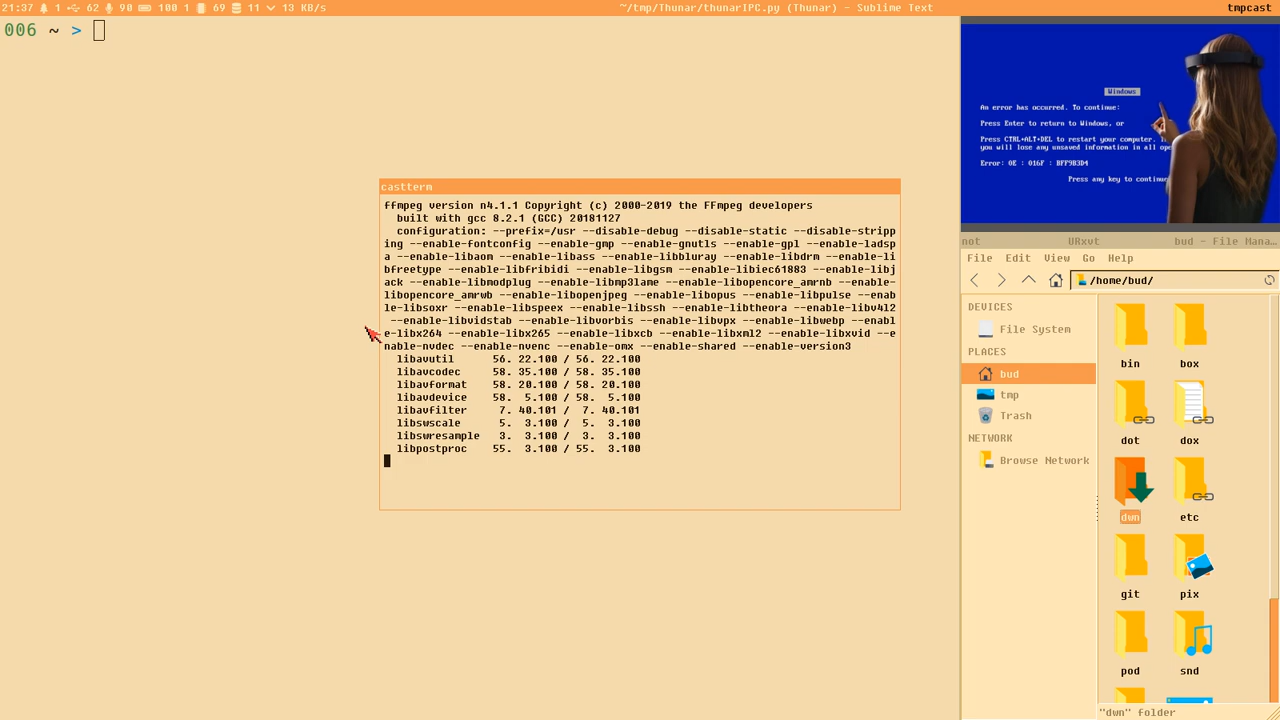 21:37 1 62 90 100 1 69 11 13 KB/s
~/tmp/Thunar/thunarIPC.py (Thunar) - Sublime Text
tmpcast
006 ~ >
castterm
ffmpeg version n4.1.1 Copyright (c) 2000-2019 the FFmpeg developers
built with gcc 8.2.1 (GCC) 20181127
configuration: --prefix=/usr --disable-debug --disable-static --disable-stripp
ing --enable-fontconfig --enable-gmp --enable-gnutls --enable-gpl --enable-ladsp
a --enable-libaom --enable-libass --enable-libbluray --enable-libdrm --enable-li
bfreetype --enable-libfribidi --enable-libgsm --enable-libiec61883 --enable-libj
ack --enable-libmodplug --enable-libmp3lame --enable-libopencore_amrnb --enable-
libopencore_amrwb --enable-libopenjpeg --enable-libopus --enable-libpulse --enab
le-libsoxr --enable-libspeex --enable-libssh --enable-libtheora --enable-libv4l2
--enable-libvidstab --enable-libvorbis --enable-libvpx --enable-libwebp --enabl
e-libx264 --enable-libx265 --enable-libxcb --enable-libxml2 --enable-libxvid --e
nable-nvdec --enable-nvenc --enable-omx --enable-shared --enable-version3
libavutil 56. 22.100 / 56. 22.100
libavcodec 58. 35.100 / 58. 35.100
libavformat 58. 20.100 / 58. 20.100
libavdevice 58. 5.100 / 58. 5.100
libavfilter 7. 40.101 / 7. 40.101
libswscale 5. 3.100 / 5. 3.100
libswresample 3. 3.100 / 3. 3.100
libpostproc 55. 3.100 / 55. 3.100
Windows
An error has occurred. To continue:
Press Enter to return to Windows, or
Press CTRL+ALT+DEL to restart your computer. I
you will lose any unsaved information in all ope
Error: 0E : 016F : BFF9B3D4
Press any key to continue
not URxvt bud - File Mana...
File Edit View Go Help
/home/bud/
DEVICES
File System
PLACES
bud
tmp
Trash
NETWORK
Browse Network
bin box
dot dox
dwn etc
git pix
pod snd
"dwn" folder